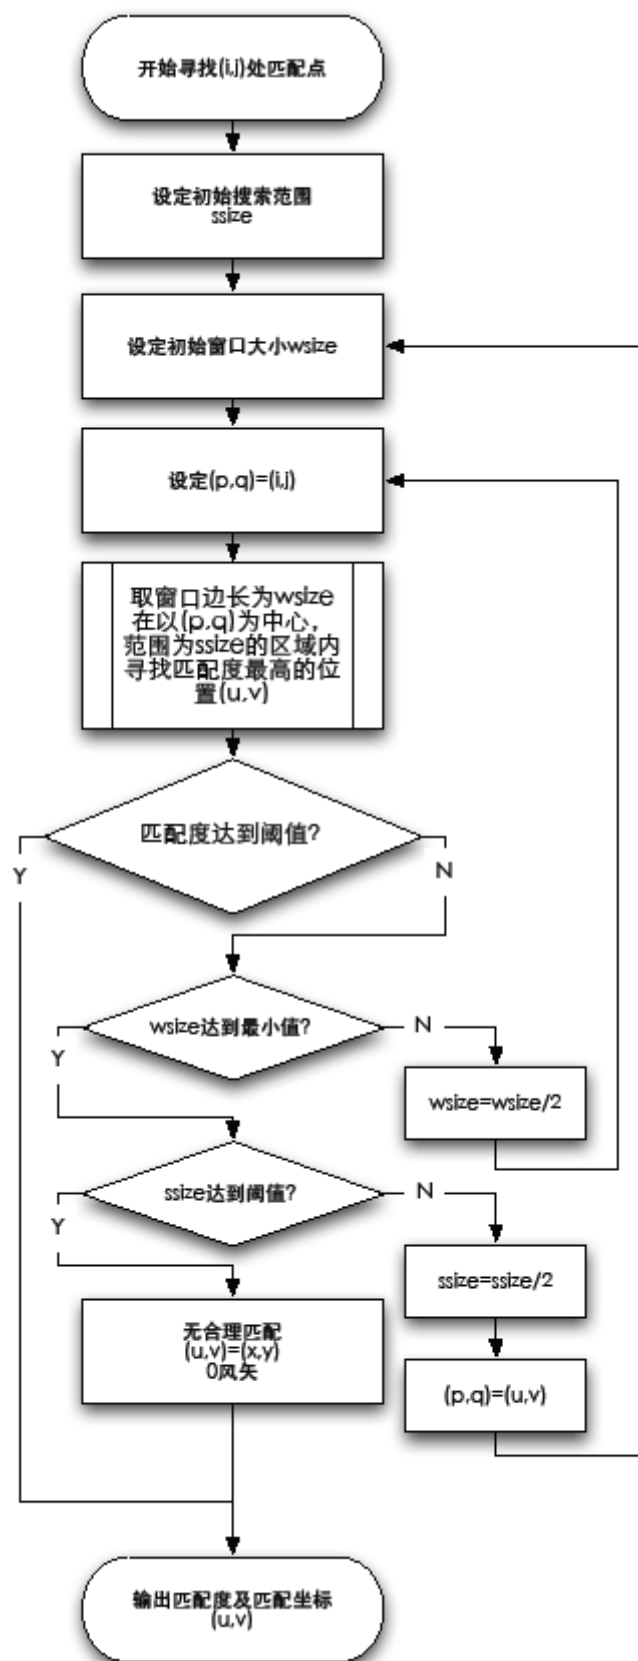 开始寻找(i,j)处匹配点
设定初始搜索范围
ssize
设定初始窗口大小wsize
设定(p,q)=(i,j)
取窗口边长为wsize
在以(p,q)为中心，
范围为ssize的区域内
寻找匹配度最高的位
置(u,v)
匹配度达到阈值?
Y
N
wsize达到最小值?
N
Y
wsize=wsize/2
ssize达到阈值?
N
Y
ssize=ssize/2
无合理匹配
(u,v)=(x,y)
0风矢
(p,q)=(u,v)
输出匹配度及匹配坐标
(u,v)